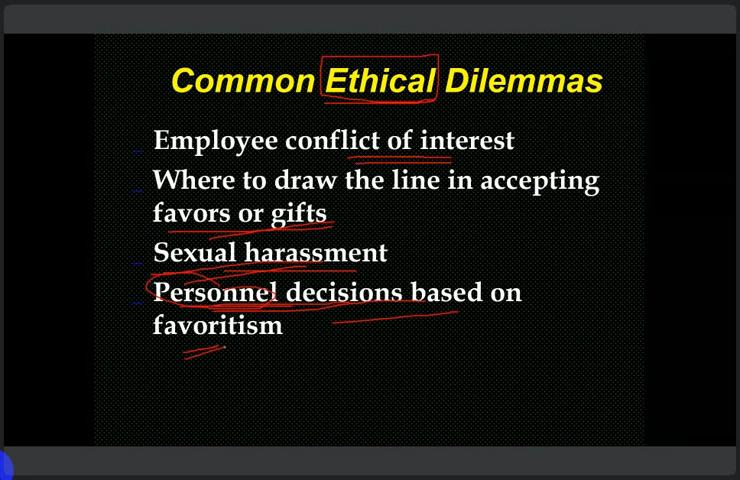 Common Ethical Dilemmas
Employee conflict of interest
Where to draw the line in accepting
favors or gifts
Sexual harassment
Personnel decisions based on
favoritism